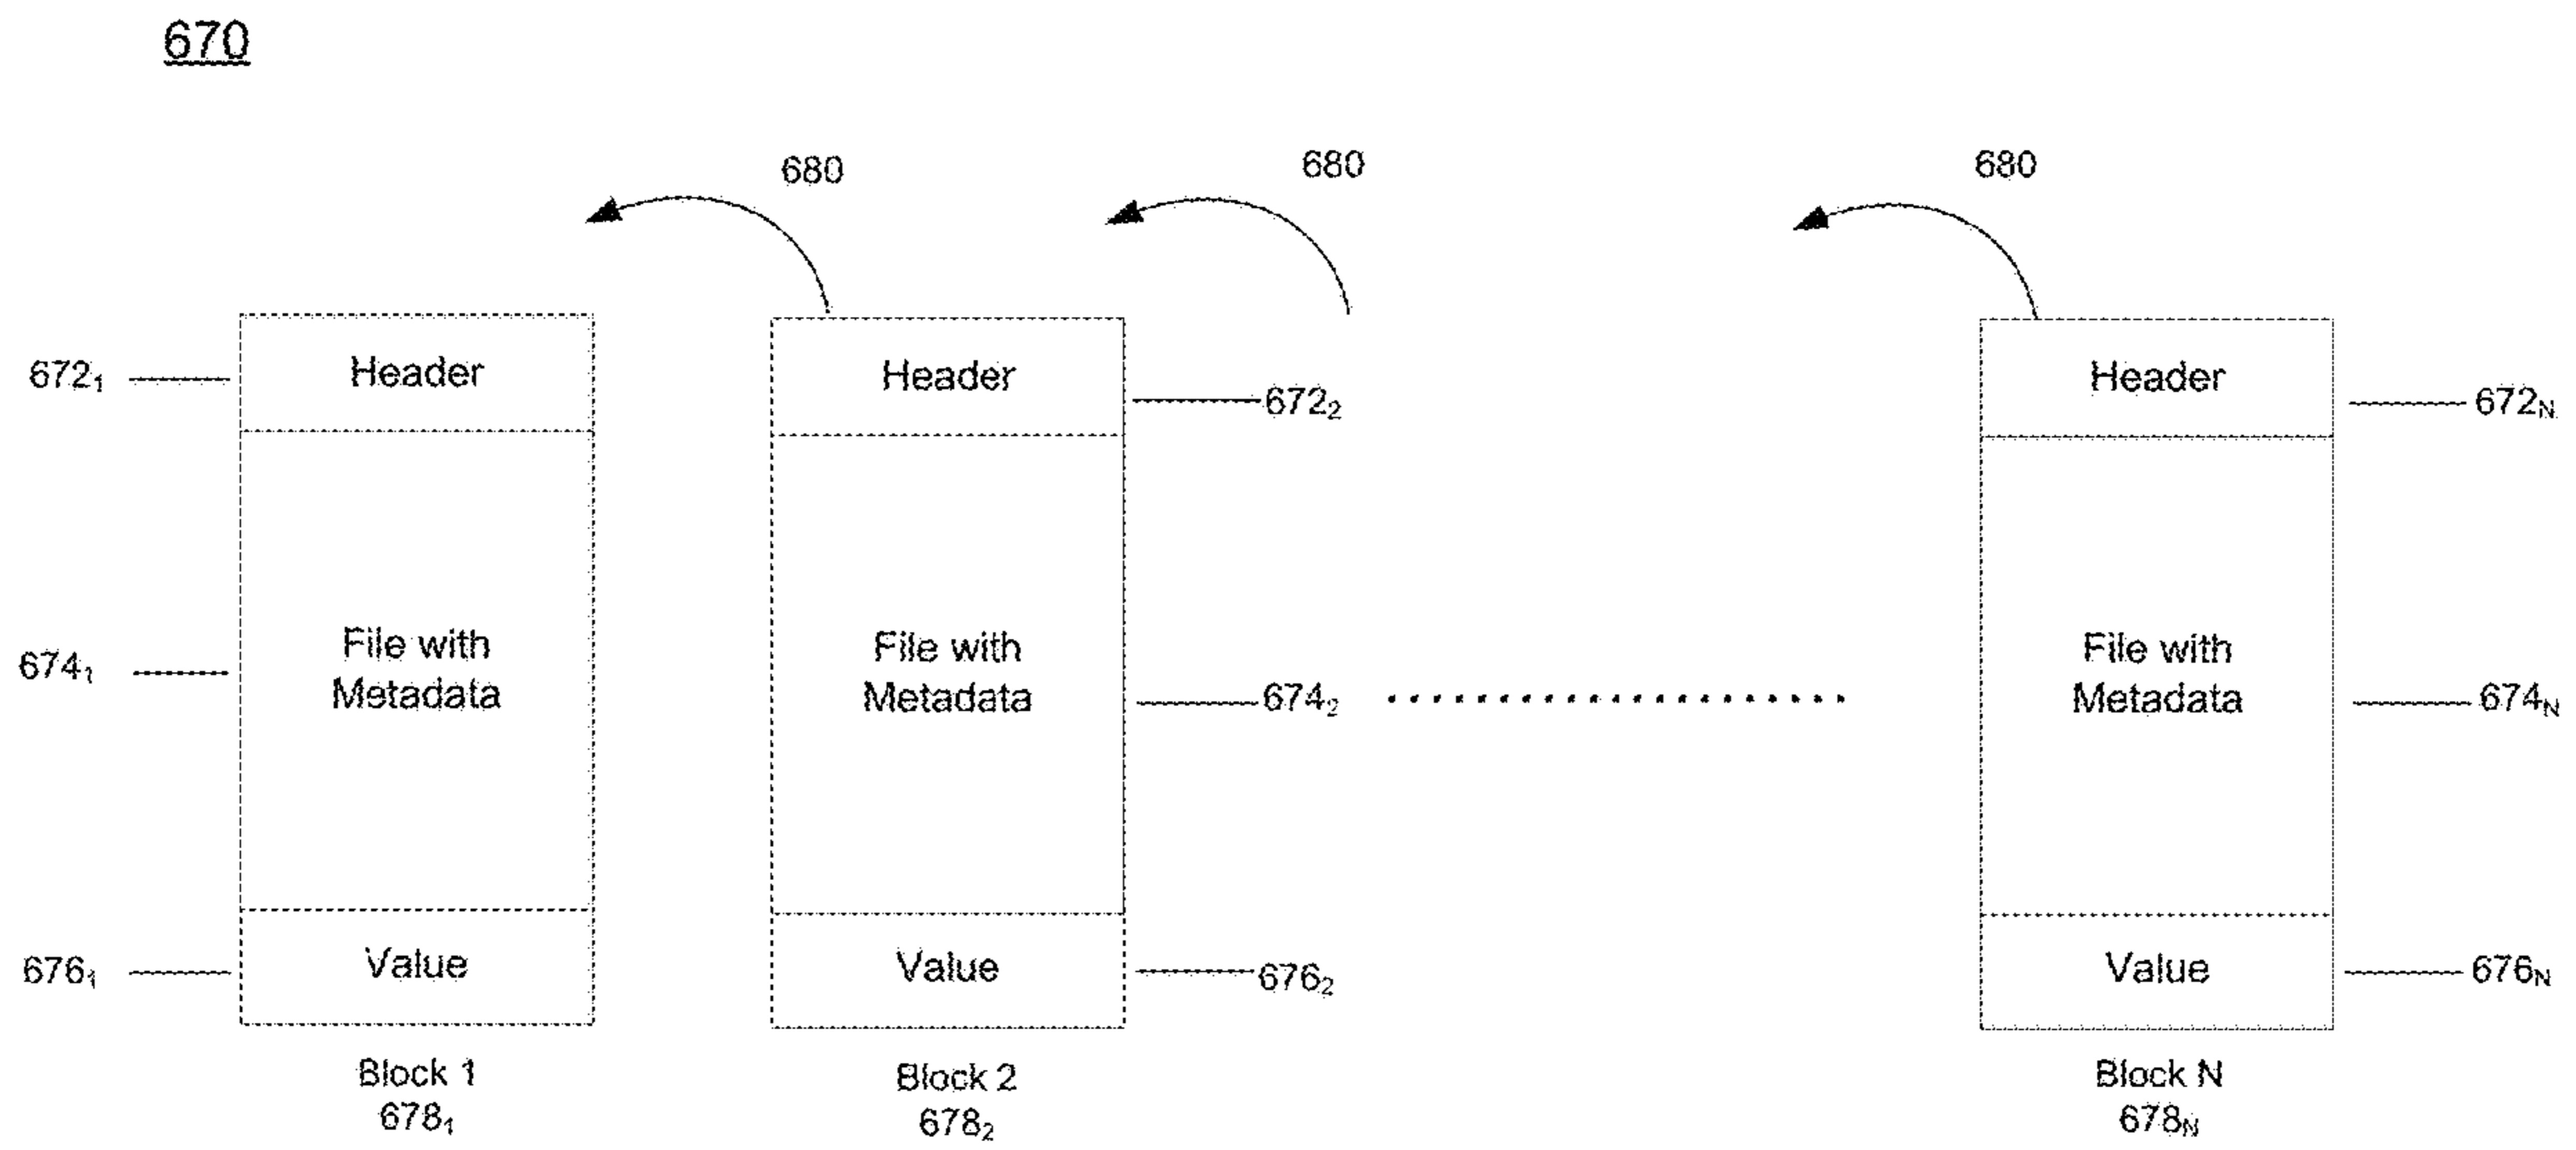 670
680
680
680
Header
Header
Header
672₁
672₂
672N
File with
Metadata
File with
Metadata
File with
Metadata
674₁
674₂
674N
Value
Value
Value
676₁
676₂
676N
Block 1
678₁
Block 2
678₂
Block N
678N